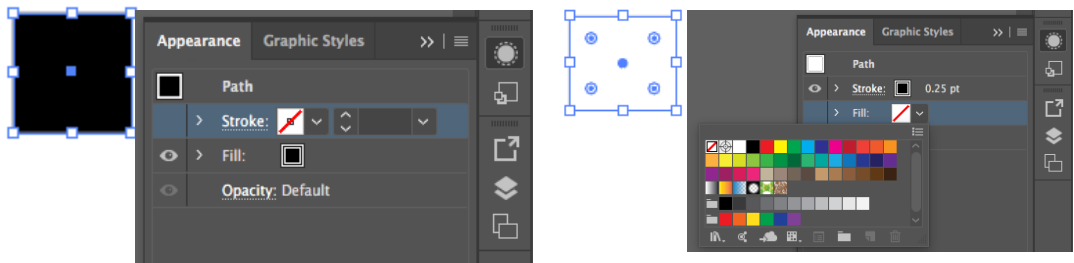 Appearance Graphic Styles
Path
Stroke:
Fill:
Opacity: Default
Appearance Graphic Styles
Path
Stroke: 0.25 pt
Fill: